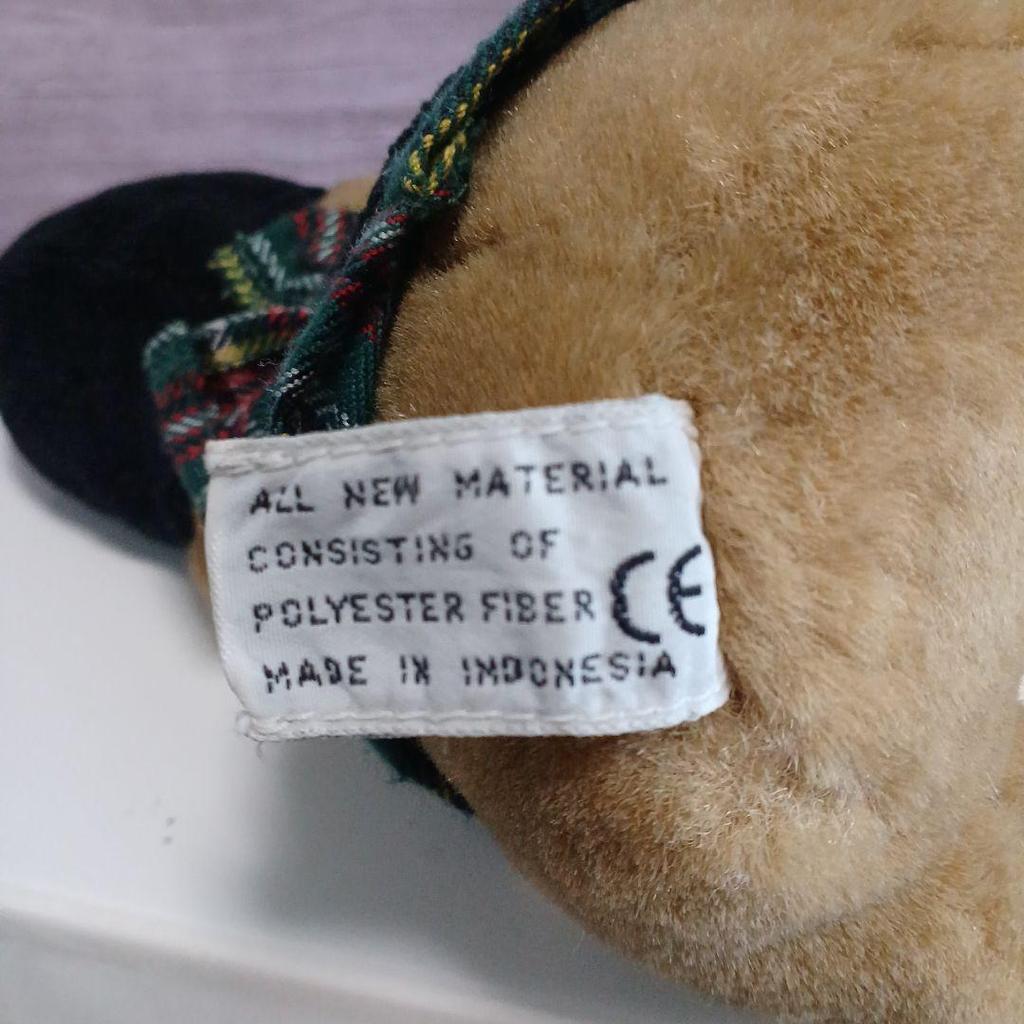 ALL NEW MATERIAL
CONSISTING OF
POLYESTER FIBER CE
MADE IN INDONESIA